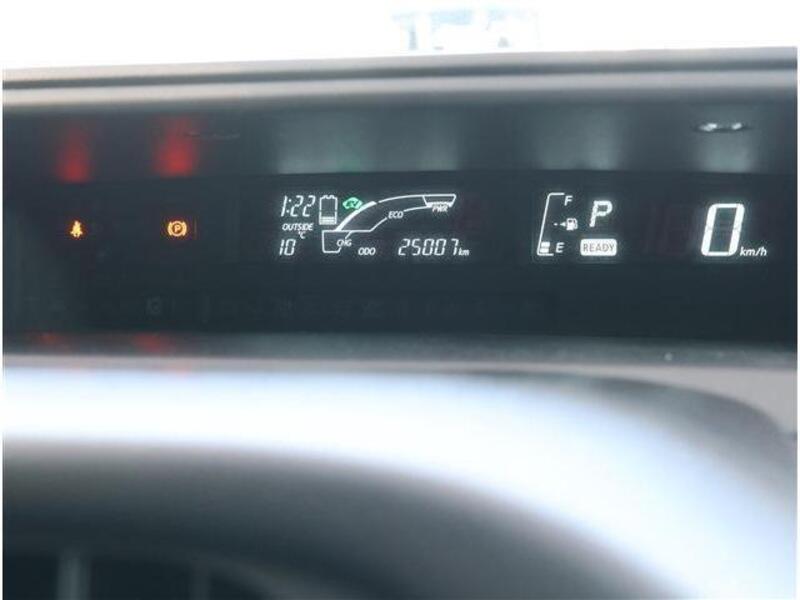 1:22
OUTSIDE
10 °C
CHG
ECO
PWR
ODO 25007 km
F
E
P
READY
0 km/h
P